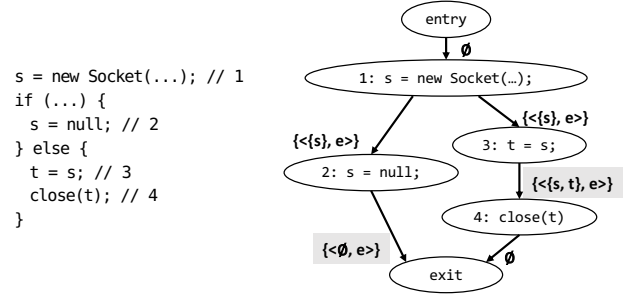 s = new Socket(...); // 1
if (...) {
s = null; // 2
} else {
t = s; // 3
close(t); // 4
}
entry
∅
1: s = new Socket(…);
{<{s}, e>}
{<{s}, e>}
3: t = s;
2: s = null;
{<{s, t}, e>}
4: close(t)
{<∅, e>}
∅
exit